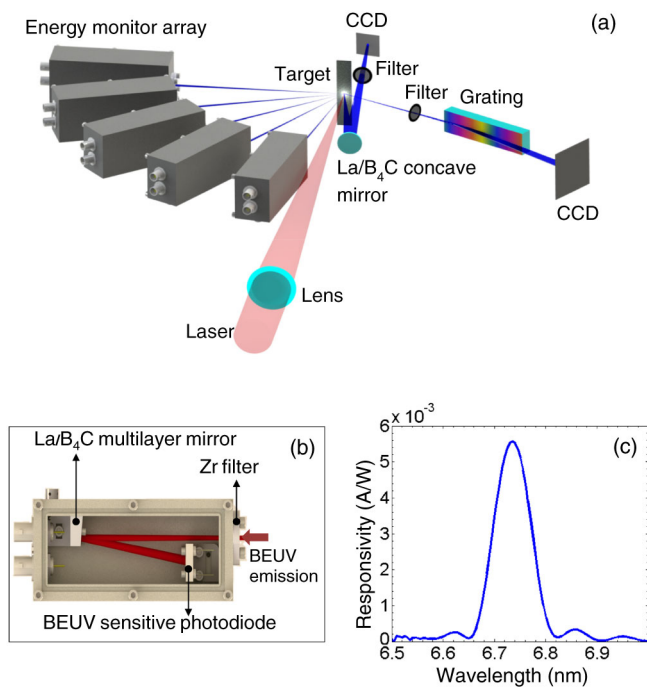 Energy monitor array
CCD
(a)
Target
Filter
Filter
Grating
La/B₄C concave
mirror
CCD
Lens
Laser
(b)
La/B₄C multilayer mirror
Zr filter
BEUV
emission
BEUV sensitive photodiode
6 × 10⁻³
(c)
5
4
3
2
1
0
Responsivity (A/W)
6.5 6.6 6.7 6.8 6.9
Wavelength (nm)